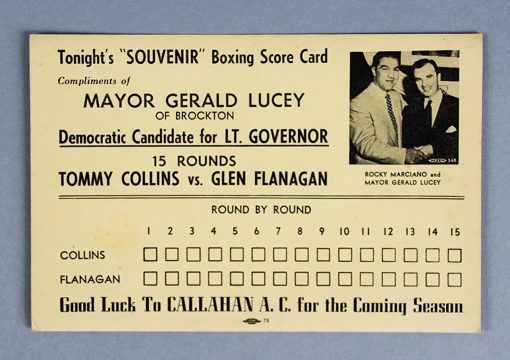 Tonight's "SOUVENIR" Boxing Score Card
Compliments of
MAYOR GERALD LUCEY
OF BROCKTON
Democratic Candidate for LT. GOVERNOR
15 ROUNDS
TOMMY COLLINS vs. GLEN FLANAGAN
548
ROCKY MARCIANO and
MAYOR GERALD LUCEY
ROUND BY ROUND
1 2 3 4 5 6 7 8 9 10 11 12 13 14 15
COLLINS
FLANAGAN
Good Luck To CALLAHAN A. C. for the Coming Season
73